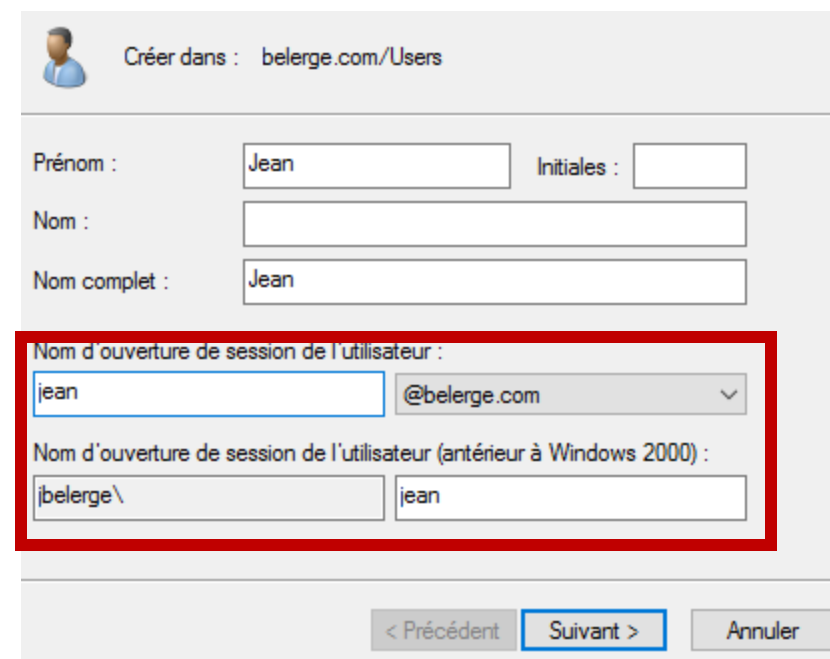 Créer dans : belerge.com/Users
Prénom : Jean Initiales :
Nom :
Nom complet : Jean
Nom d'ouverture de session de l'utilisateur :
jean @belerge.com
Nom d'ouverture de session de l'utilisateur (antérieur à Windows 2000) :
jbelerge\ jean
< Précédent Suivant > Annuler